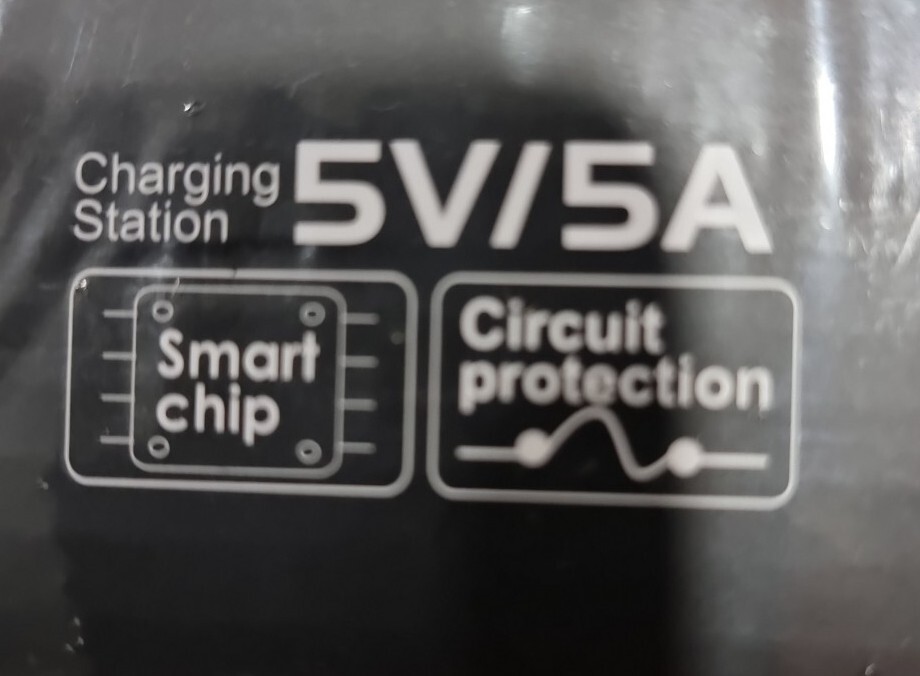 Charging
Station
5V/5A
Smart
chip
Circuit
protection